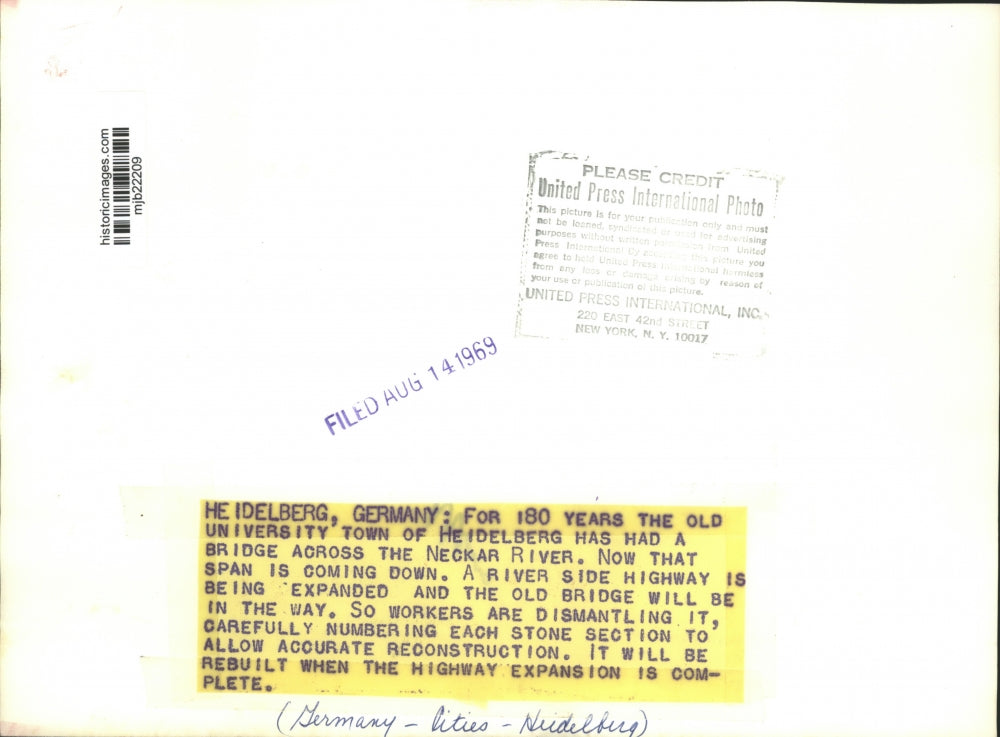 historicimages.com
mjb22209
PLEASE CREDIT
United Press International Photo
This picture is for your publication only and must
not be loaned, syndicated or used for advertising
purposes without written permission from United
Press International. By accepting this picture you
agree to hold United Press International harmless
from any loss or damage arising by reason of
your use or publication of this picture.
UNITED PRESS INTERNATIONAL, INC.
220 EAST 42nd STREET
NEW YORK, N. Y. 10017
FILED AUG 14 1969
HEIDELBERG, GERMANY: FOR 180 YEARS THE OLD
UNIVERSITY TOWN OF HEIDELBERG HAS HAD A
BRIDGE ACROSS THE NECKAR RIVER. NOW THAT
SPAN IS COMING DOWN. A RIVER SIDE HIGHWAY IS
BEING EXPANDED AND THE OLD BRIDGE WILL BE
IN THE WAY. SO WORKERS ARE DISMANTLING IT,
CAREFULLY NUMBERING EACH STONE SECTION TO
ALLOW ACCURATE RECONSTRUCTION. IT WILL BE
REBUILT WHEN THE HIGHWAY EXPANSION IS COM-
PLETE.
(Germany - Cities - Heidelberg)